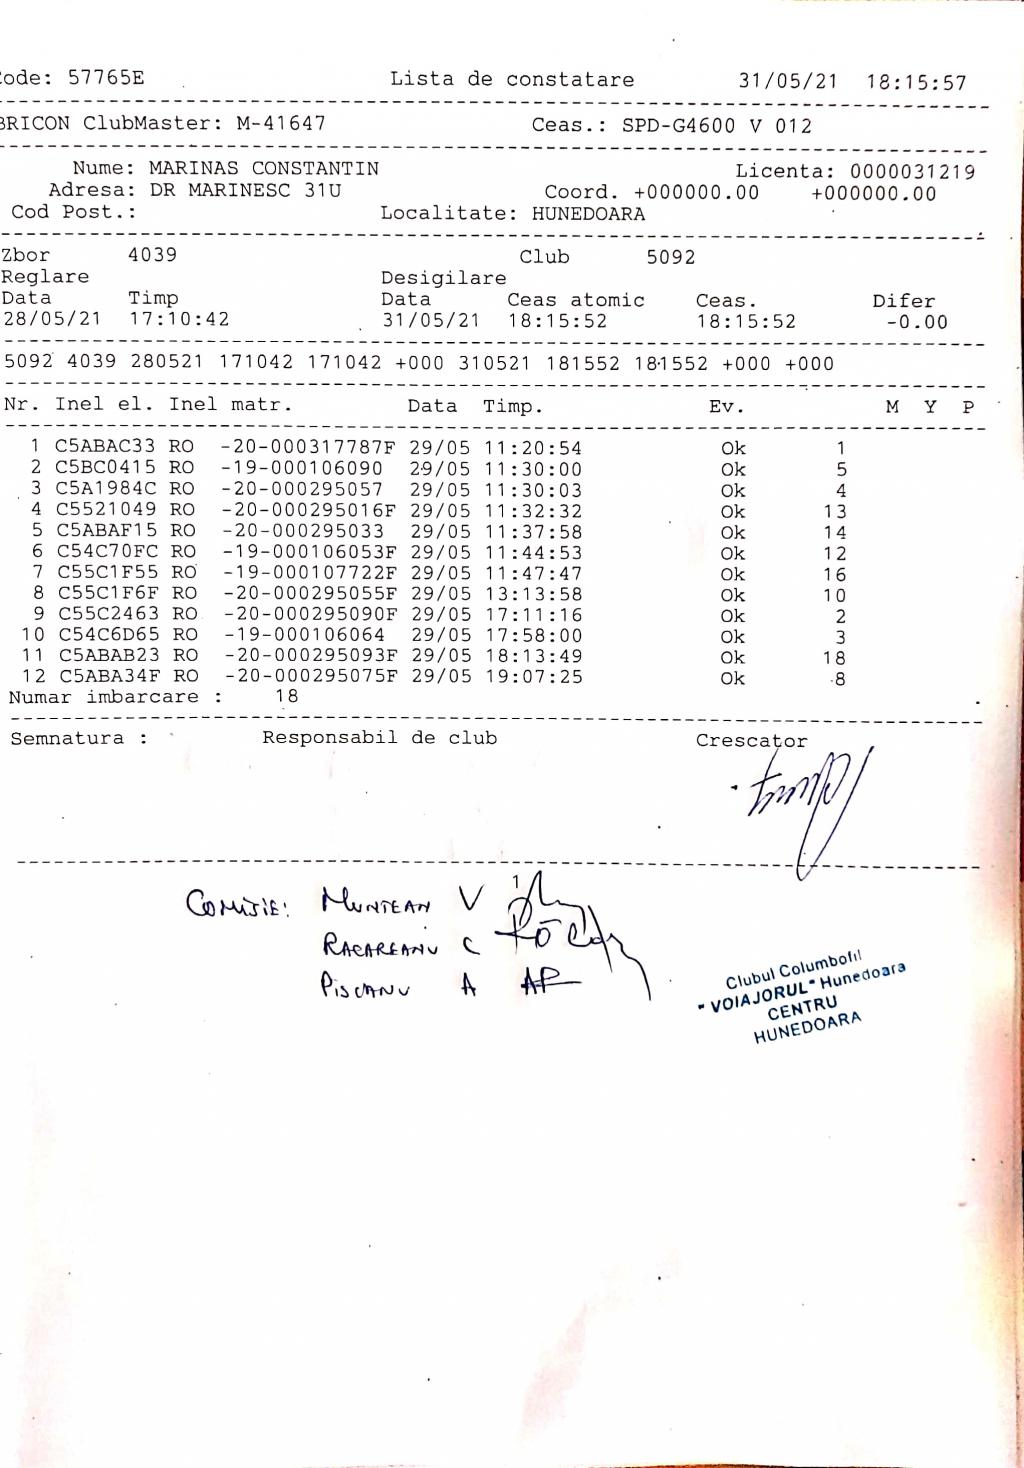 ode: 57765E Lista de constatare 31/05/21 18:15:57
BRICON ClubMaster: M-41647 Ceas.: SPD-G4600 V 012
Nume: MARINAS CONSTANTIN Licenta: 0000031219
Adresa: DR MARINESC 31U Coord. +000000.00 +000000.00
Cod Post.: Localitate: HUNEDOARA
Zbor 4039 Club 5092
Reglare Desigilare
Data Timp Data Ceas atomic Ceas. Difer
28/05/21 17:10:42 31/05/21 18:15:52 18:15:52 -0.00
5092 4039 280521 171042 171042 +000 310521 181552 181552 +000 +000
Nr. Inel el. Inel matr. Data Timp. Ev. M Y P
1 C5ABAC33 RO -20-000317787F 29/05 11:20:54 Ok 1
2 C5BC0415 RO -19-000106090 29/05 11:30:00 Ok 5
3 C5A1984C RO -20-000295057 29/05 11:30:03 Ok 4
4 C5521049 RO -20-000295016F 29/05 11:32:32 Ok 13
5 C5ABAF15 RO -20-000295033 29/05 11:37:58 Ok 14
6 C54C70FC RO -19-000106053F 29/05 11:44:53 Ok 12
7 C55C1F55 RO -19-000107722F 29/05 11:47:47 Ok 16
8 C55C1F6F RO -20-000295055F 29/05 13:13:58 Ok 10
9 C55C2463 RO -20-000295090F 29/05 17:11:16 Ok 2
10 C54C6D65 RO -19-000106064 29/05 17:58:00 Ok 3
11 C5ABAB23 RO -20-000295093F 29/05 18:13:49 Ok 18
12 C5ABA34F RO -20-000295075F 29/05 19:07:25 Ok 8
Numar imbarcare : 18
Semnatura : Responsabil de club Crescator
1
COMISIE: MUNTEAN V
RACAREANU C
PISCANU A AP
Clubul Columbofil
"VOIAJORUL" Hunedoara
CENTRU
HUNEDOARA